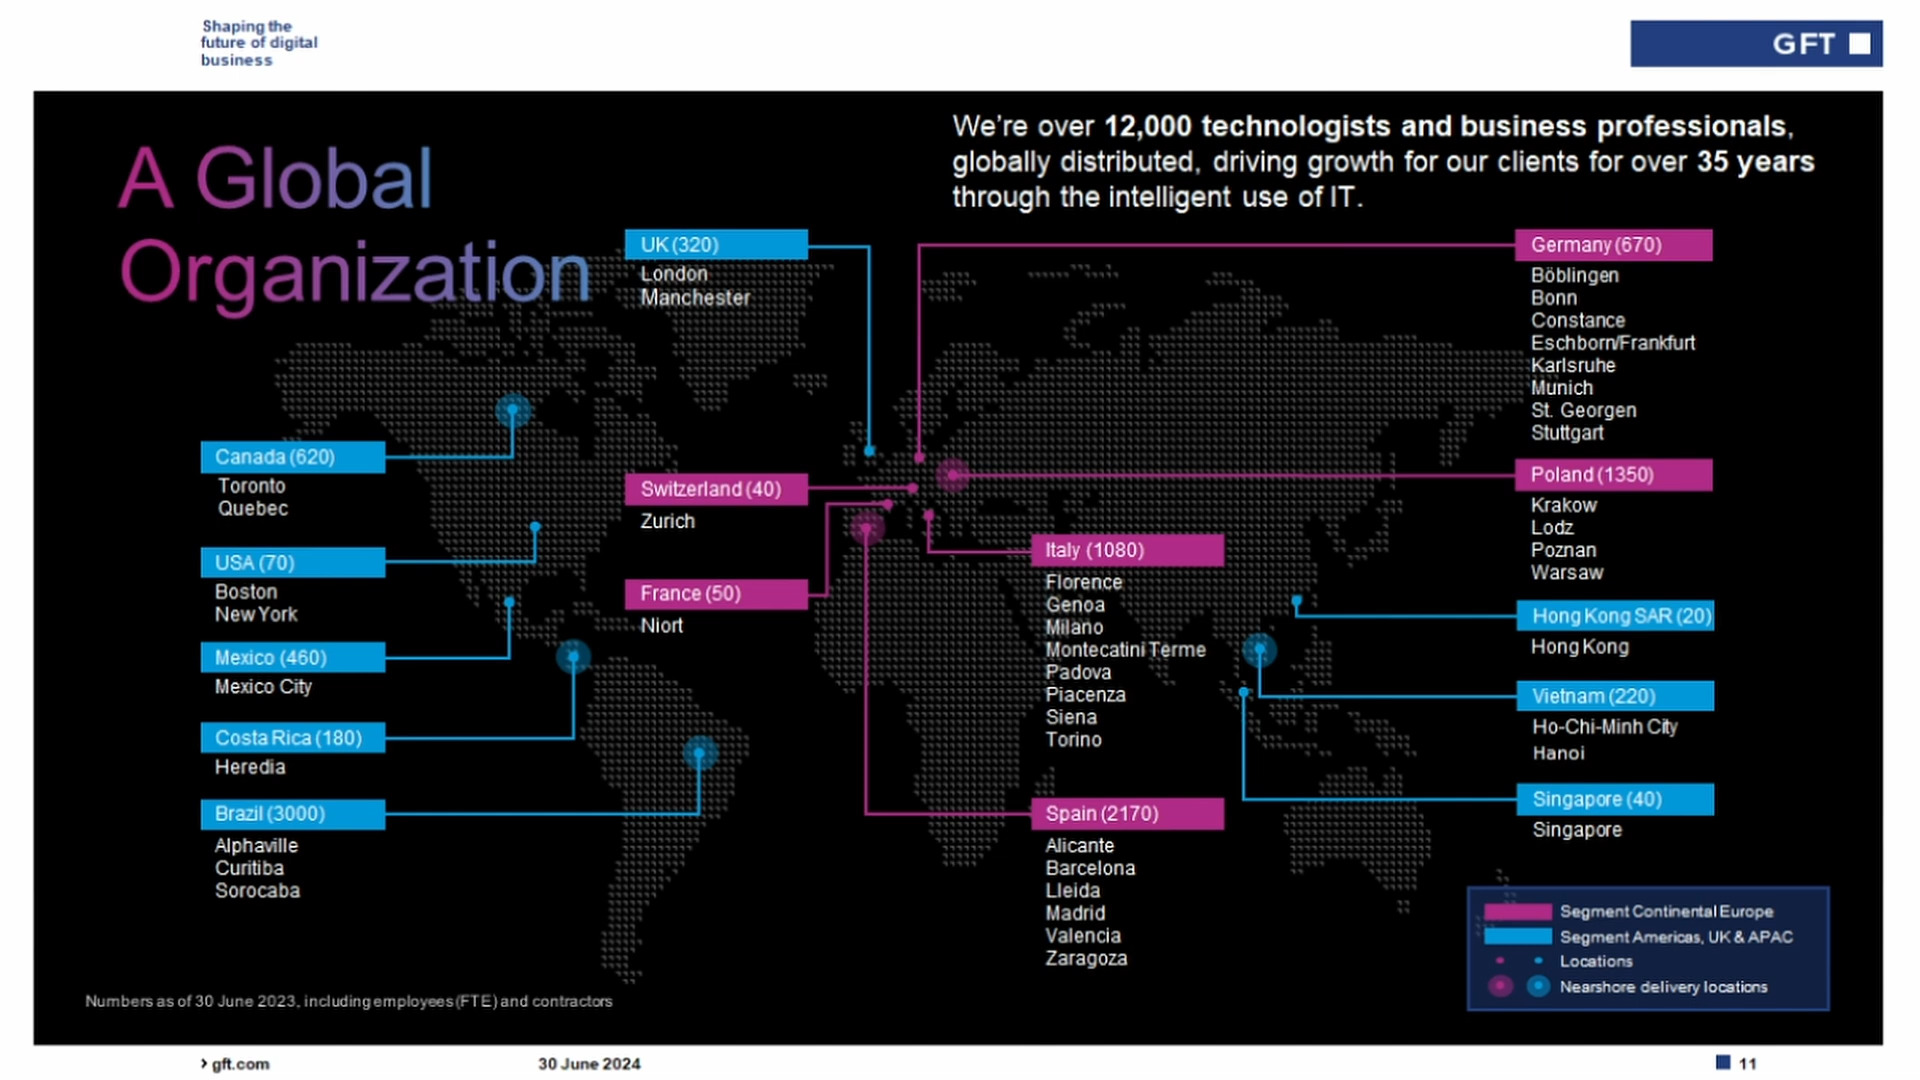 Shaping the
future of digital
business
GFT
A Global
Organization
We're over 12,000 technologists and business professionals,
globally distributed, driving growth for our clients for over 35 years
through the intelligent use of IT.
UK (320)
London
Manchester
Germany (670)
Böblingen
Bonn
Constance
Eschborn/Frankfurt
Karlsruhe
Munich
St. Georgen
Stuttgart
Canada (620)
Toronto
Quebec
Switzerland (40)
Zurich
Poland (1350)
Krakow
Lodz
Poznan
Warsaw
USA (70)
Boston
New York
France (50)
Niort
Italy (1080)
Florence
Genoa
Milano
Montecatini Terme
Padova
Piacenza
Siena
Torino
Hong Kong SAR (20)
Hong Kong
Mexico (460)
Mexico City
Vietnam (220)
Ho-Chi-Minh City
Hanoi
Costa Rica (180)
Heredia
Brazil (3000)
Alphaville
Curitiba
Sorocaba
Spain (2170)
Alicante
Barcelona
Lleida
Madrid
Valencia
Zaragoza
Singapore (40)
Singapore
Segment Continental Europe
Segment Americas, UK & APAC
Locations
Nearshore delivery locations
Numbers as of 30 June 2023, including employees (FTE) and contractors
› gft.com
30 June 2024
11